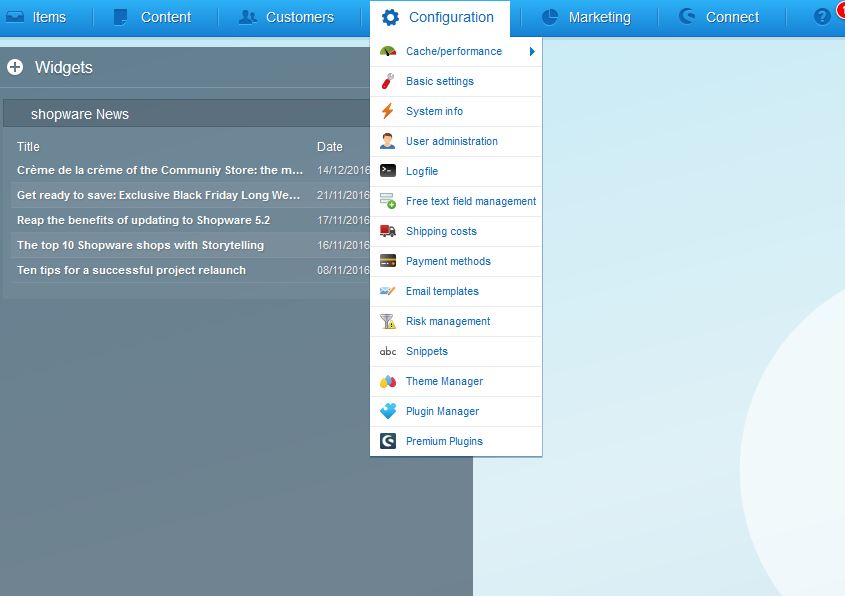 Items Content Customers Configuration Marketing Connect
Widgets
shopware News
Title Date
Crème de la crème of the Communiy Store: the m... 14/12/2016
Get ready to save: Exclusive Black Friday Long We... 21/11/2016
Reap the benefits of updating to Shopware 5.2 17/11/2016
The top 10 Shopware shops with Storytelling 16/11/2016
Ten tips for a successful project relaunch 08/11/2016
Cache/performance
Basic settings
System info
User administration
Logfile
Free text field management
Shipping costs
Payment methods
Email templates
Risk management
abc Snippets
Theme Manager
Plugin Manager
Premium Plugins